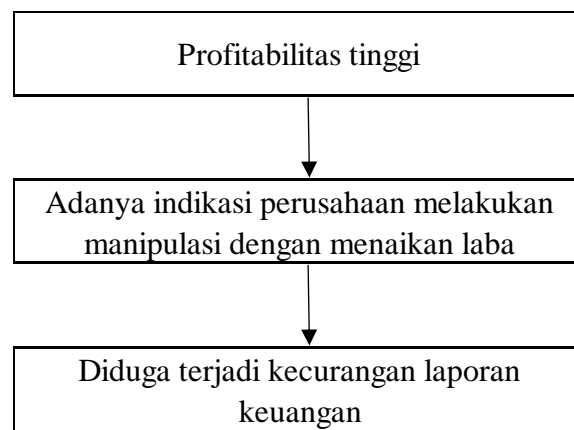 Profitabilitas tinggi
Adanya indikasi perusahaan melakukan
manipulasi dengan menaikan laba
Diduga terjadi kecurangan laporan
keuangan